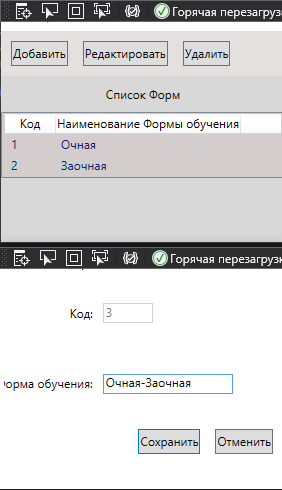 Горячая перезагрузк
Добавить Редактировать Удалить
Список Форм
Код Наименование Формы обучения
1 Очная
2 Заочная
Горячая перезагрузк
Код: 3
орма обучения: Очная-Заочная
Сохранить Отменить